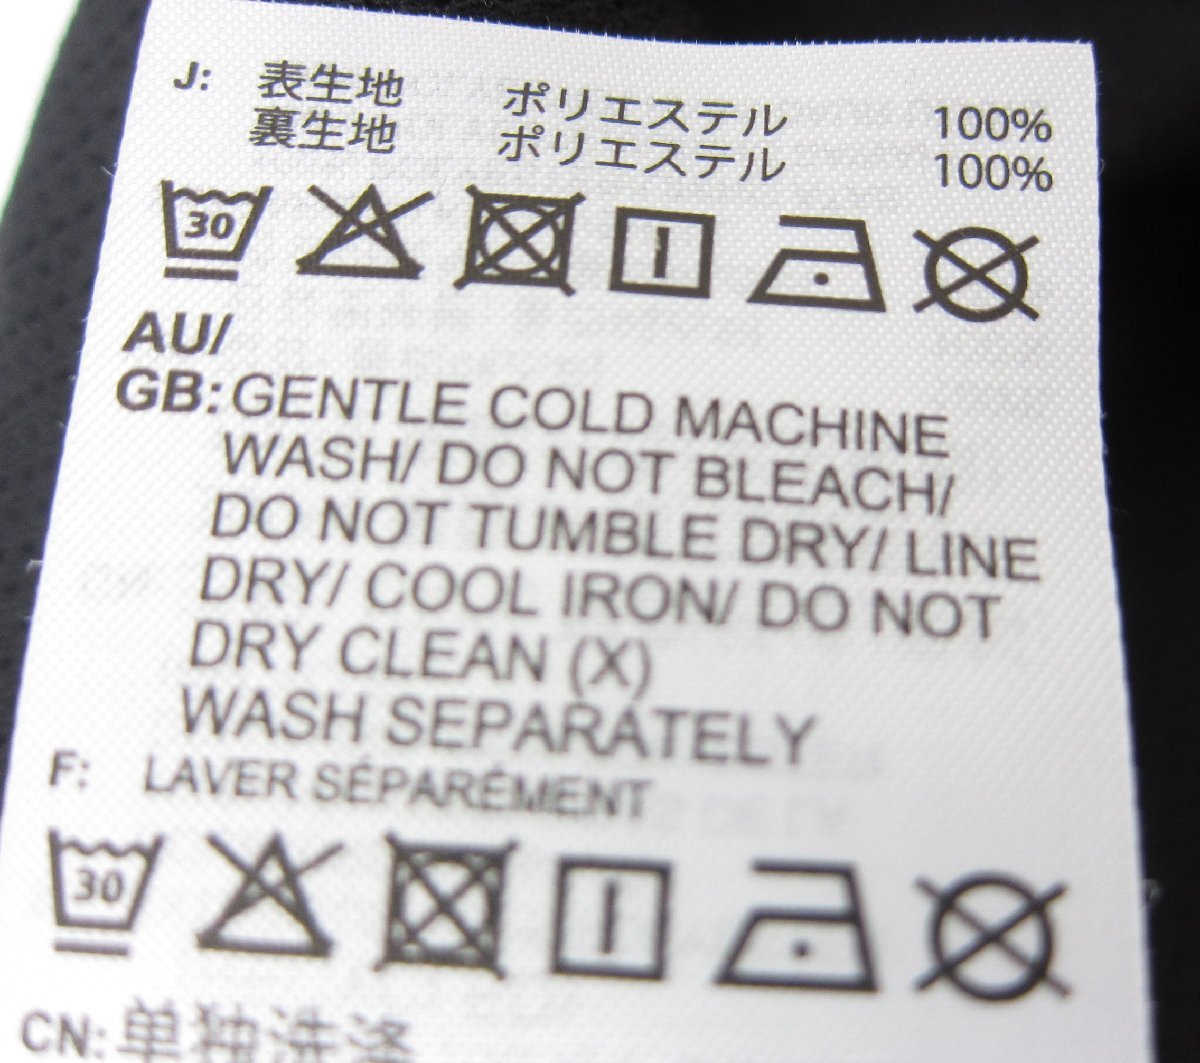 J: 表生地 ポリエステル 100%
裏生地 ポリエステル 100%
30
AU/
GB: GENTLE COLD MACHINE
WASH/ DO NOT BLEACH/
DO NOT TUMBLE DRY/ LINE
DRY/ COOL IRON/ DO NOT
DRY CLEAN (X)
WASH SEPARATELY
F: LAVER SÉPARÉMENT
30
CN: 单独洗涤